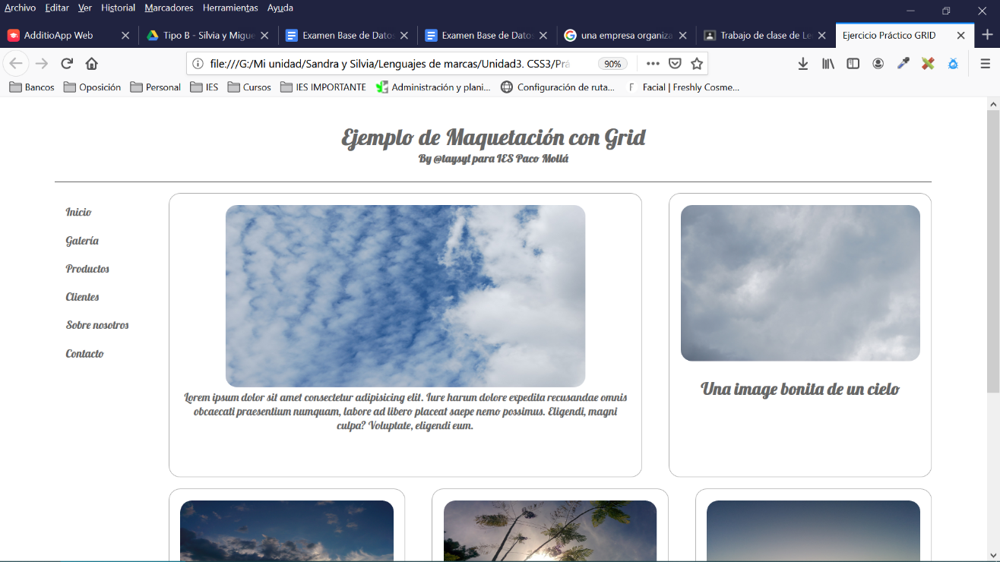 Archivo Editar Ver Historial Marcadores Herramientas Ayuda
AdditioApp Web Tipo B - Silvia y Migue Examen Base de Datos Examen Base de Datos una empresa organiza Trabajo de clase de Le Ejercicio Práctico GRID
file:///G:/Mi unidad/Sandra y Silvia/Lenguajes de marcas/Unidad3. CSS3/Prá 90%
Bancos Oposición Personal IES Cursos IES IMPORTANTE Administración y plani... Configuración de ruta... F Facial | Freshly Cosme...
Ejemplo de Maquetación con Grid
By @taysyl para IES Paco Mollá
Inicio
Galería
Productos
Clientes
Sobre nosotros
Contacto
Lorem ipsum dolor sit amet consectetur adipisicing elit. Iure harum dolore expedita recusandae omnis
obcaecati praesentium numquam, labore ad libero placeat saepe nemo possimus. Eligendi, magni
culpa? Voluptate, eligendi eum.
Una image bonita de un cielo